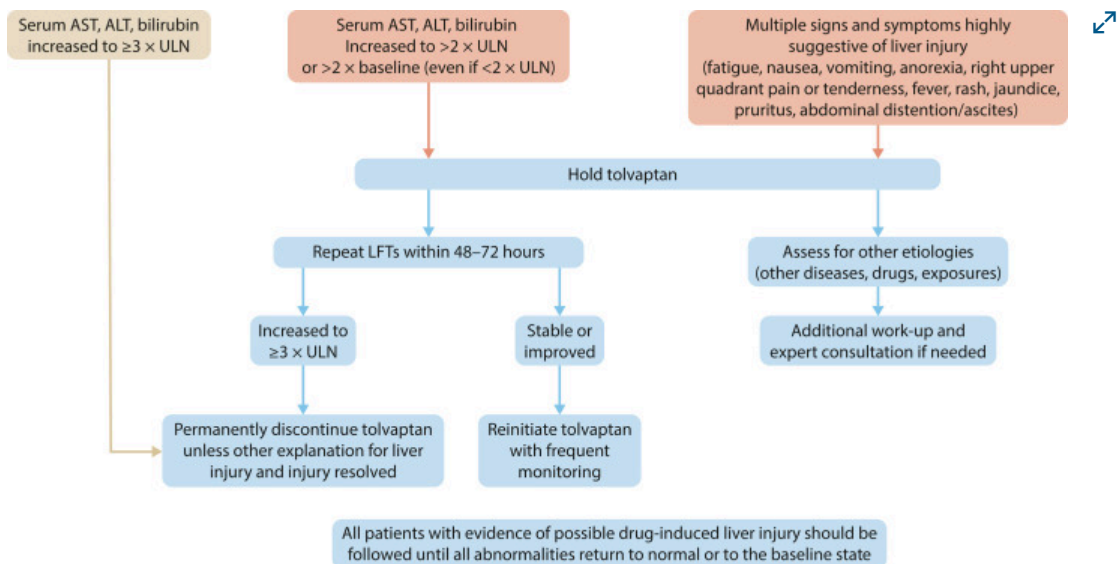 Serum AST, ALT, bilirubin
increased to ≥3 × ULN
Serum AST, ALT, bilirubin
Increased to >2 × ULN
or >2 × baseline (even if <2 × ULN)
Multiple signs and symptoms highly
suggestive of liver injury
(fatigue, nausea, vomiting, anorexia, right upper
quadrant pain or tenderness, fever, rash, jaundice,
pruritus, abdominal distention/ascites)
Hold tolvaptan
Repeat LFTs within 48–72 hours
Assess for other etiologies
(other diseases, drugs, exposures)
Increased to
≥3 × ULN
Stable or
improved
Additional work-up and
expert consultation if needed
Permanently discontinue tolvaptan
unless other explanation for liver
injury and injury resolved
Reinitiate tolvaptan
with frequent
monitoring
All patients with evidence of possible drug-induced liver injury should be
followed until all abnormalities return to normal or to the baseline state